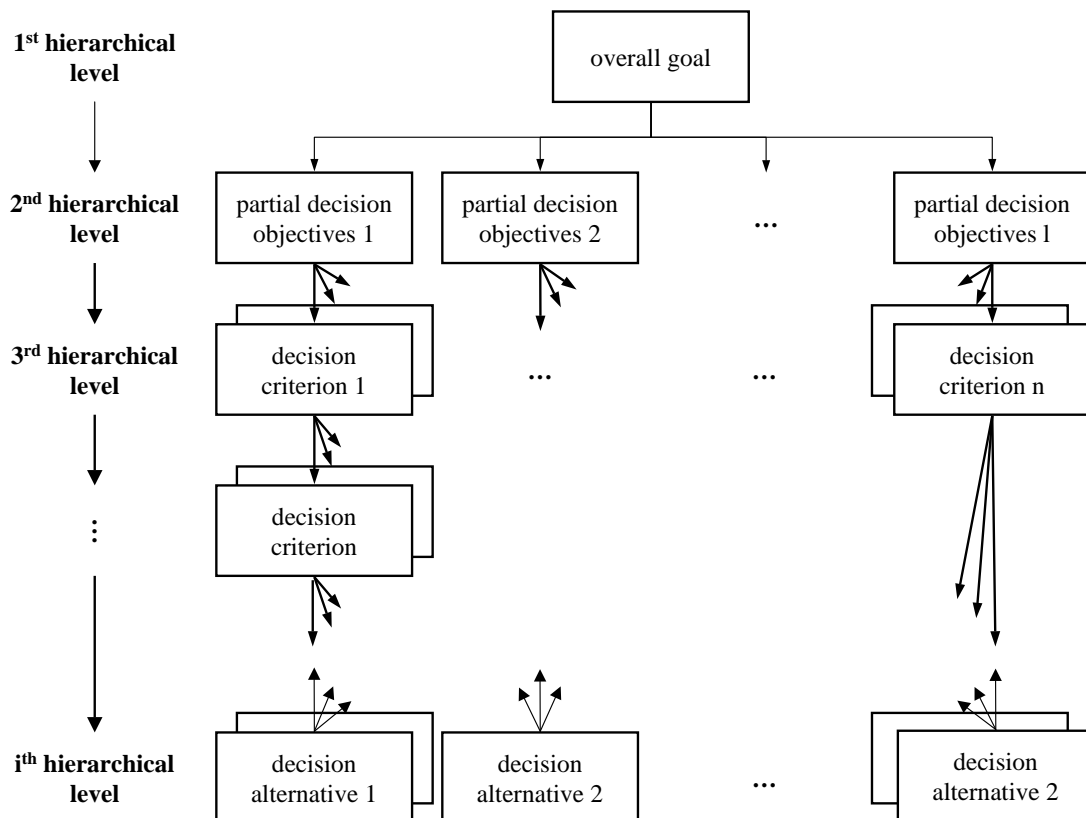 1st hierarchical
level
overall goal
2nd hierarchical
level
partial decision
objectives 1
partial decision
objectives 2
...
partial decision
objectives l
3rd hierarchical
level
decision
criterion 1
...
...
decision
criterion n
⋮
decision
criterion
ith hierarchical
level
decision
alternative 1
decision
alternative 2
...
decision
alternative 2